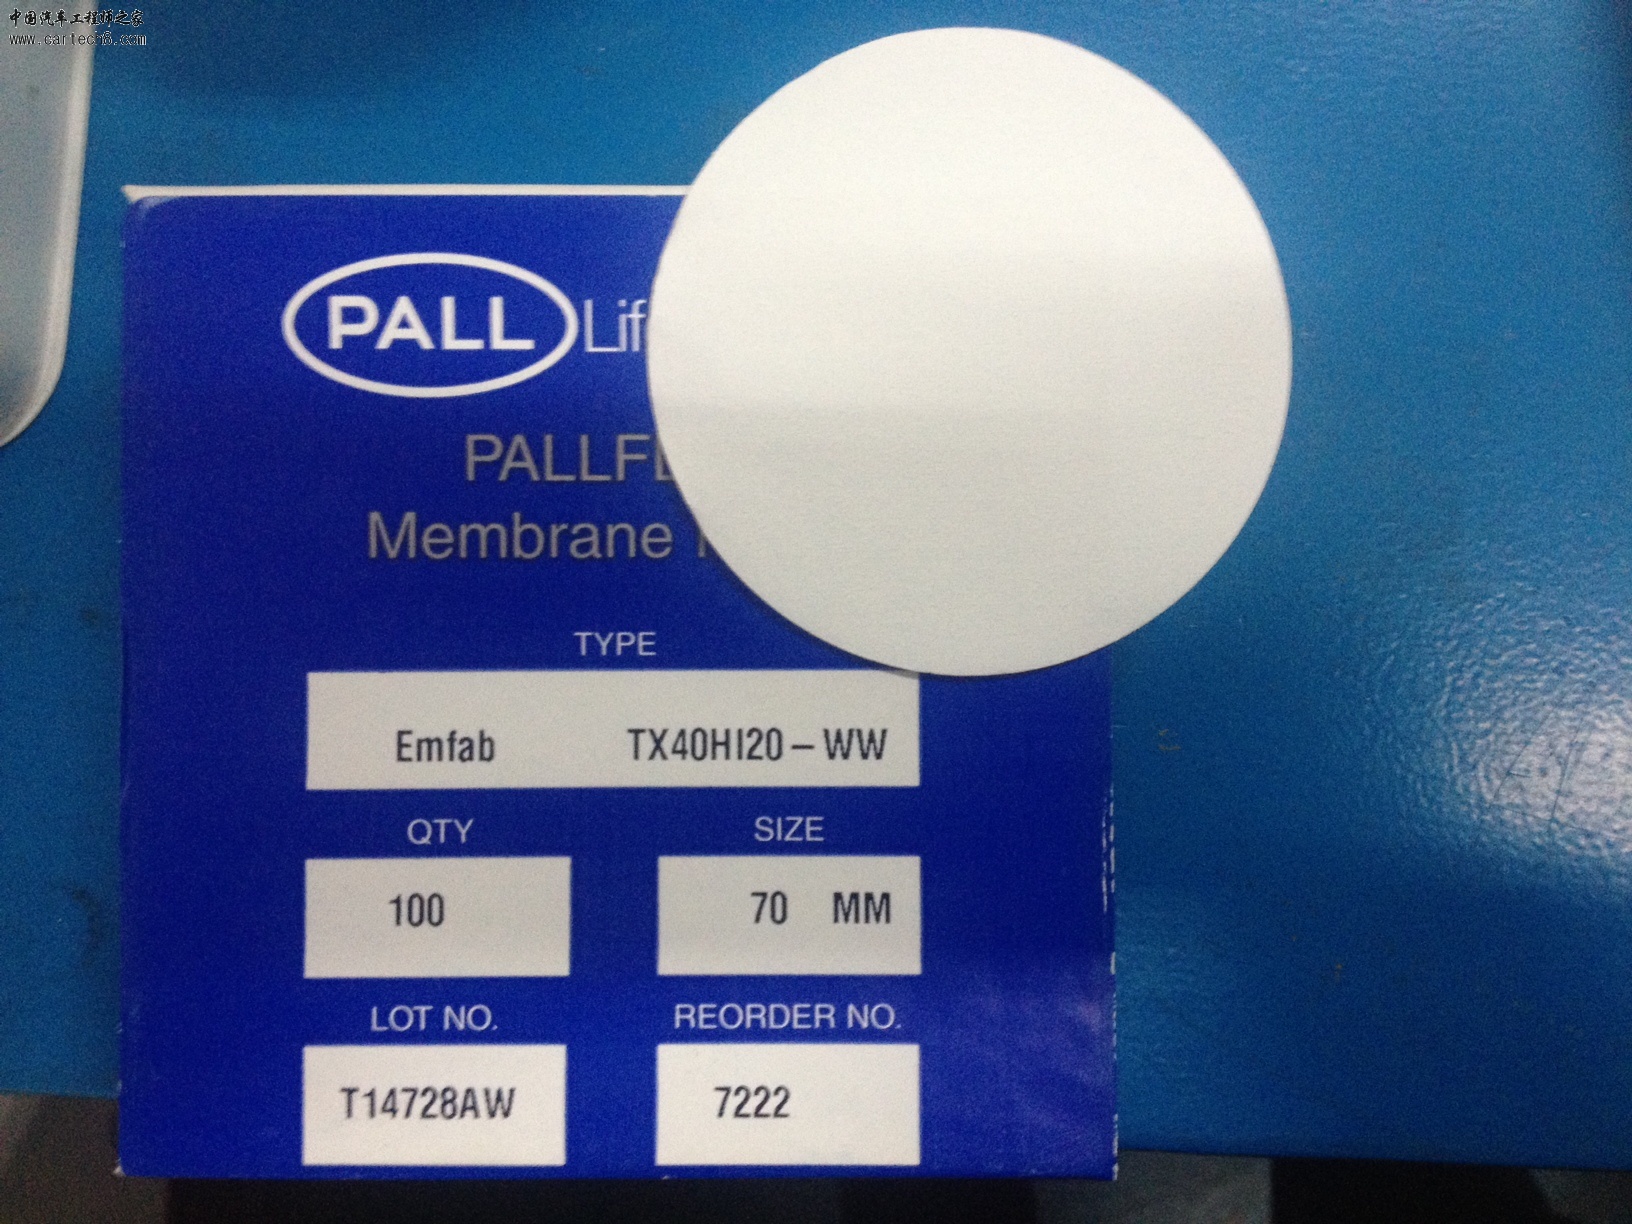 中国汽车工程师之家
www.cartech8.com
PALL Lif
PALLFL
Membrane
TYPE
Emfab TX40HI20-WW
QTY SIZE
100 70 MM
LOT NO. REORDER NO.
T14728AW 7222